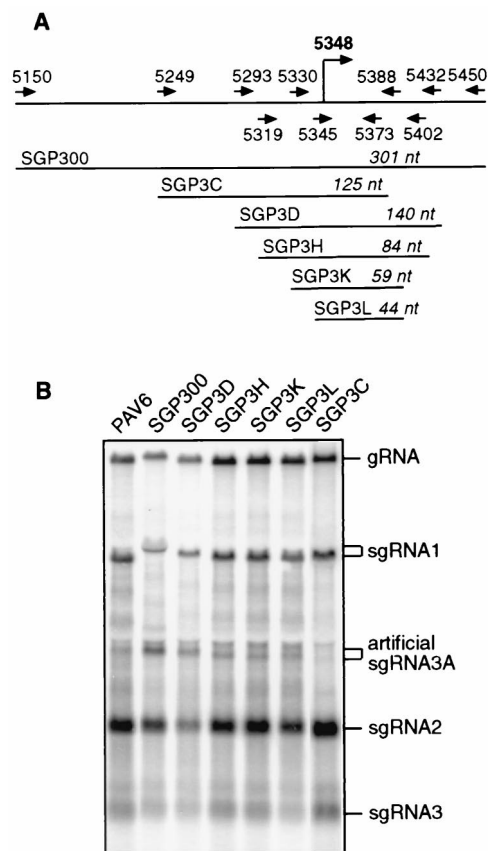 A
5348
5150 5249 5293 5330 5388 5432 5450
5319 5345 5373 5402
SGP300 301 nt
SGP3C 125 nt
SGP3D 140 nt
SGP3H 84 nt
SGP3K 59 nt
SGP3L 44 nt
B
PAV6 SGP300 SGP3D SGP3H SGP3K SGP3L SGP3C
gRNA
sgRNA1
artificial
sgRNA3A
sgRNA2
sgRNA3